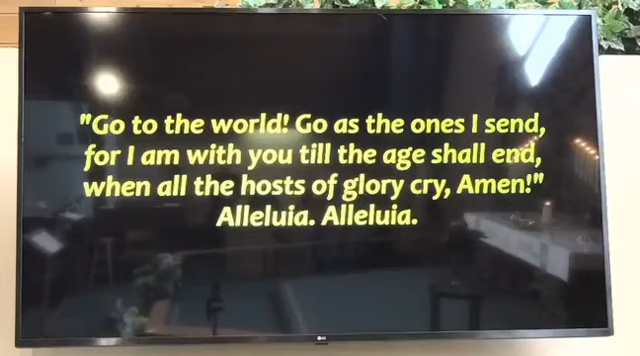 "Go to the world! Go as the ones I send,
for I am with you till the age shall end,
when all the hosts of glory cry, Amen!"
Alleluia. Alleluia.
LG